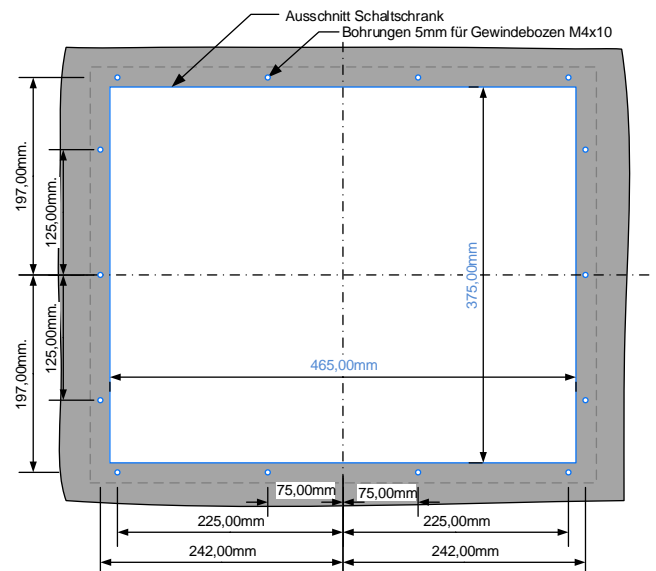 Ausschnitt Schaltschrank
Bohrungen 5mm für Gewindebozen M4x10
197,00mm.
125,00mm.
375,00mm
125,00mm.
197,00mm.
465,00mm
75,00mm
75,00mm
225,00mm
225,00mm
242,00mm
242,00mm